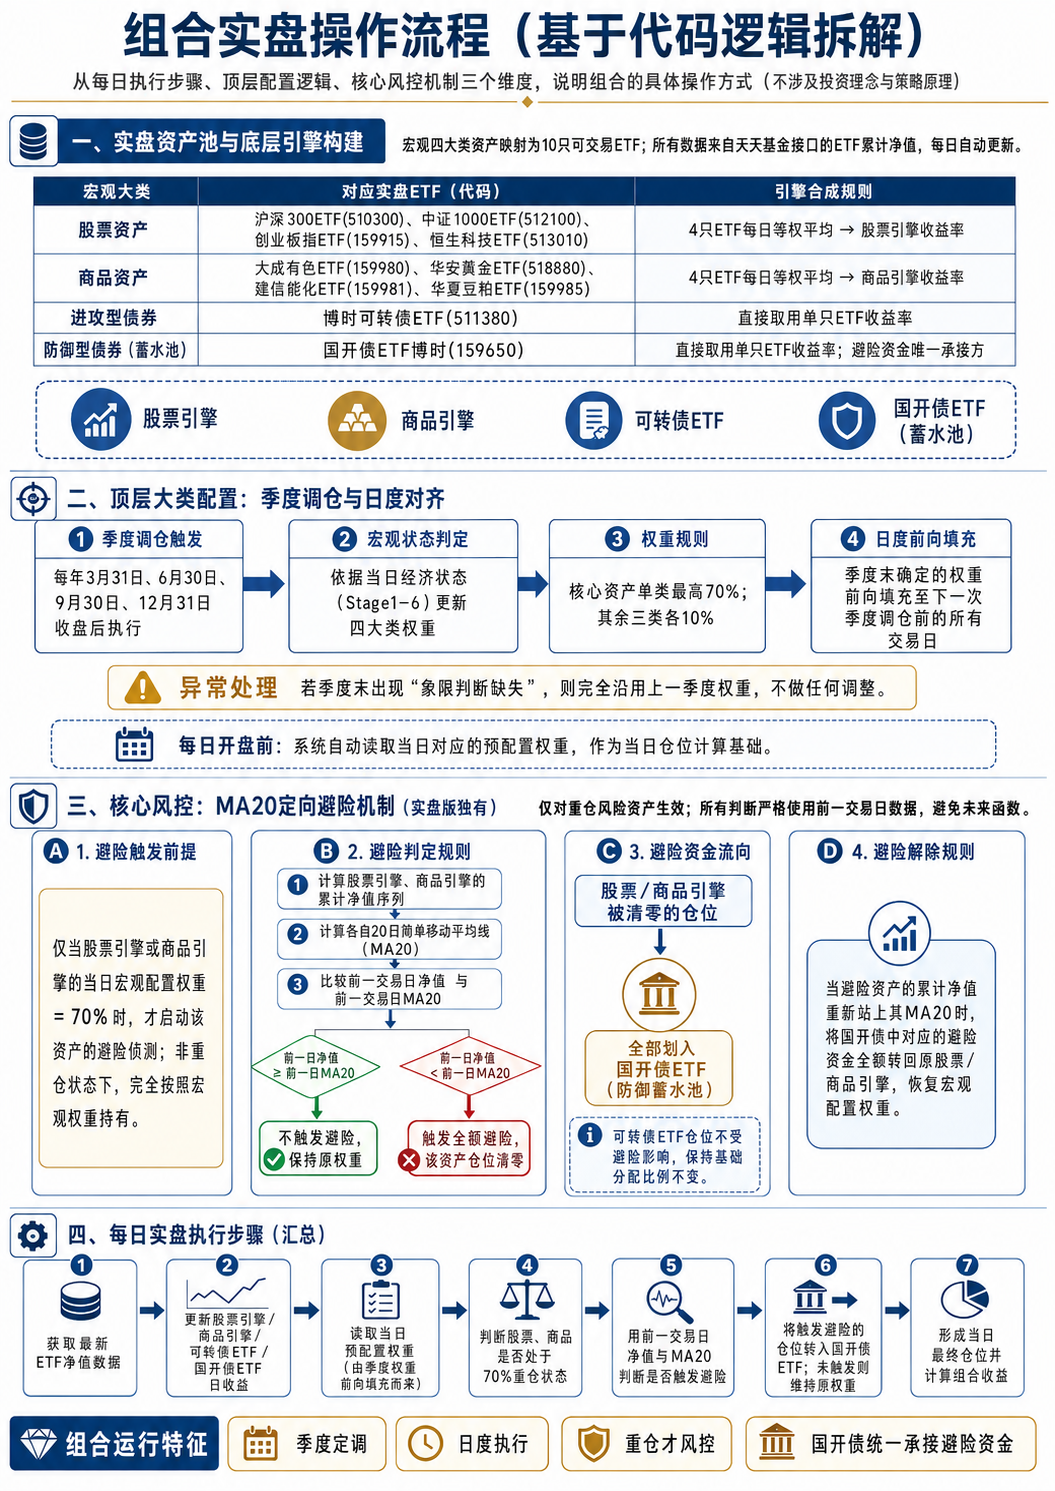 组合实盘操作流程（基于代码逻辑拆解）
从每日执行步骤、顶层配置逻辑、核心风控机制三个维度，说明组合的具体操作方式（不涉及投资理念与策略原理）
一、实盘资产池与底层引擎构建
宏观四大类资产映射为10只可交易ETF；所有数据来自天天基金接口的ETF累计净值，每日自动更新。
宏观大类
对应实盘ETF（代码）
引擎合成规则
股票资产
沪深300ETF(510300)、中证1000ETF(512100)、
创业板指ETF(159915)、恒生科技ETF(513010)
4只ETF每日等权平均 → 股票引擎收益率
商品资产
大成有色ETF(159980)、华安黄金ETF(518880)、
建信能化ETF(159981)、华夏豆粕ETF(159985)
4只ETF每日等权平均 → 商品引擎收益率
进攻型债券
博时可转债ETF(511380)
直接取用单只ETF收益率
防御型债券（蓄水池）
国开债ETF博时(159650)
直接取用单只ETF收益率；避险资金唯一承接方
股票引擎
商品引擎
可转债ETF
国开债ETF
（蓄水池）
二、顶层大类配置：季度调仓与日度对齐
1 季度调仓触发
每年3月31日、6月30日、
9月30日、12月31日
收盘后执行
2 宏观状态判定
依据当日经济状态
（Stage1–6）更新
四大类权重
3 权重规则
核心资产单类最高70%；
其余三类各10%
4 日度前向填充
季度末确定的权重
前向填充至下一次
季度调仓前的所有
交易日
异常处理 若季度末出现“象限判断缺失”，则完全沿用上一季度权重，不做任何调整。
每日开盘前：系统自动读取当日对应的预配置权重，作为当日仓位计算基础。
三、核心风控：MA20定向避险机制（实盘版独有）
仅对重仓风险资产生效；所有判断严格使用前一交易日数据，避免未来函数。
A 1. 避险触发前提
仅当股票引擎或商品引
擎的当日宏观配置权重
= 70% 时，才启动该
资产的避险侦测；非重
仓状态下，完全按照宏
观权重持有。
B 2. 避险判定规则
1 计算股票引擎、商品引擎的
累计净值序列
2 计算各自20日简单移动平均线
（MA20）
3 比较前一交易日净值 与
前一交易日MA20
前一日净值
≥ 前一日MA20
前一日净值
< 前一日MA20
不触发避险，
保持原权重
触发全额避险，
该资产仓位清零
C 3. 避险资金流向
股票/商品引擎
被清零的仓位
全部划入
国开债ETF
（防御蓄水池）
i 可转债ETF仓位不受
避险影响，保持基础
分配比例不变。
D 4. 避险解除规则
当避险资产的累计净值
重新站上其MA20时，
将国开债中对应的避险
资金全额转回原股票/
商品引擎，恢复宏观
配置权重。
四、每日实盘执行步骤（汇总）
1
获取最新
ETF净值数据
2
更新股票引擎/
商品引擎/
可转债ETF/
国开债ETF
日收益
3
读取当日
预配置权重
（由季度权重
前向填充而来）
4
判断股票、商品
是否处于
70%重仓状态
5
用前一交易日
净值与MA20
判断是否触发避险
6
将触发避险的
仓位转入国开债
ETF；未触发则
维持原权重
7
形成当日
最终仓位并
计算组合收益
组合运行特征
季度定调
日度执行
重仓才风控
国开债统一承接避险资金